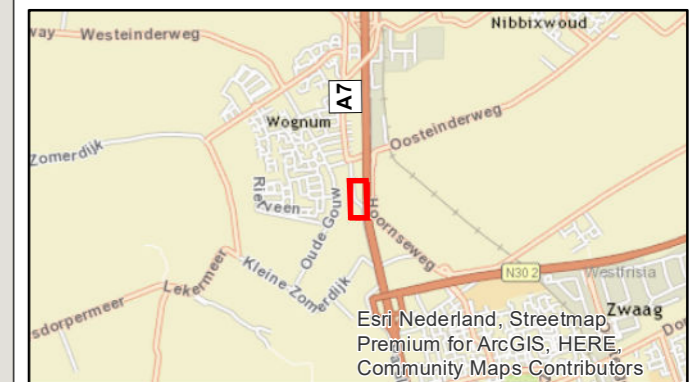 Nibbixwoud
way Westeinderweg
A7
Wognum
Oosteinderweg
Zomerdijk
Rietveen
Oude Gouw
Hoornseweg
Lekermeer
Kleine Zomerdijk
N302
Westfrisia
sdorpermeer
Zwaag
Esri Nederland, Streetmap
Premium for ArcGIS, HERE,
Community Maps Contributors